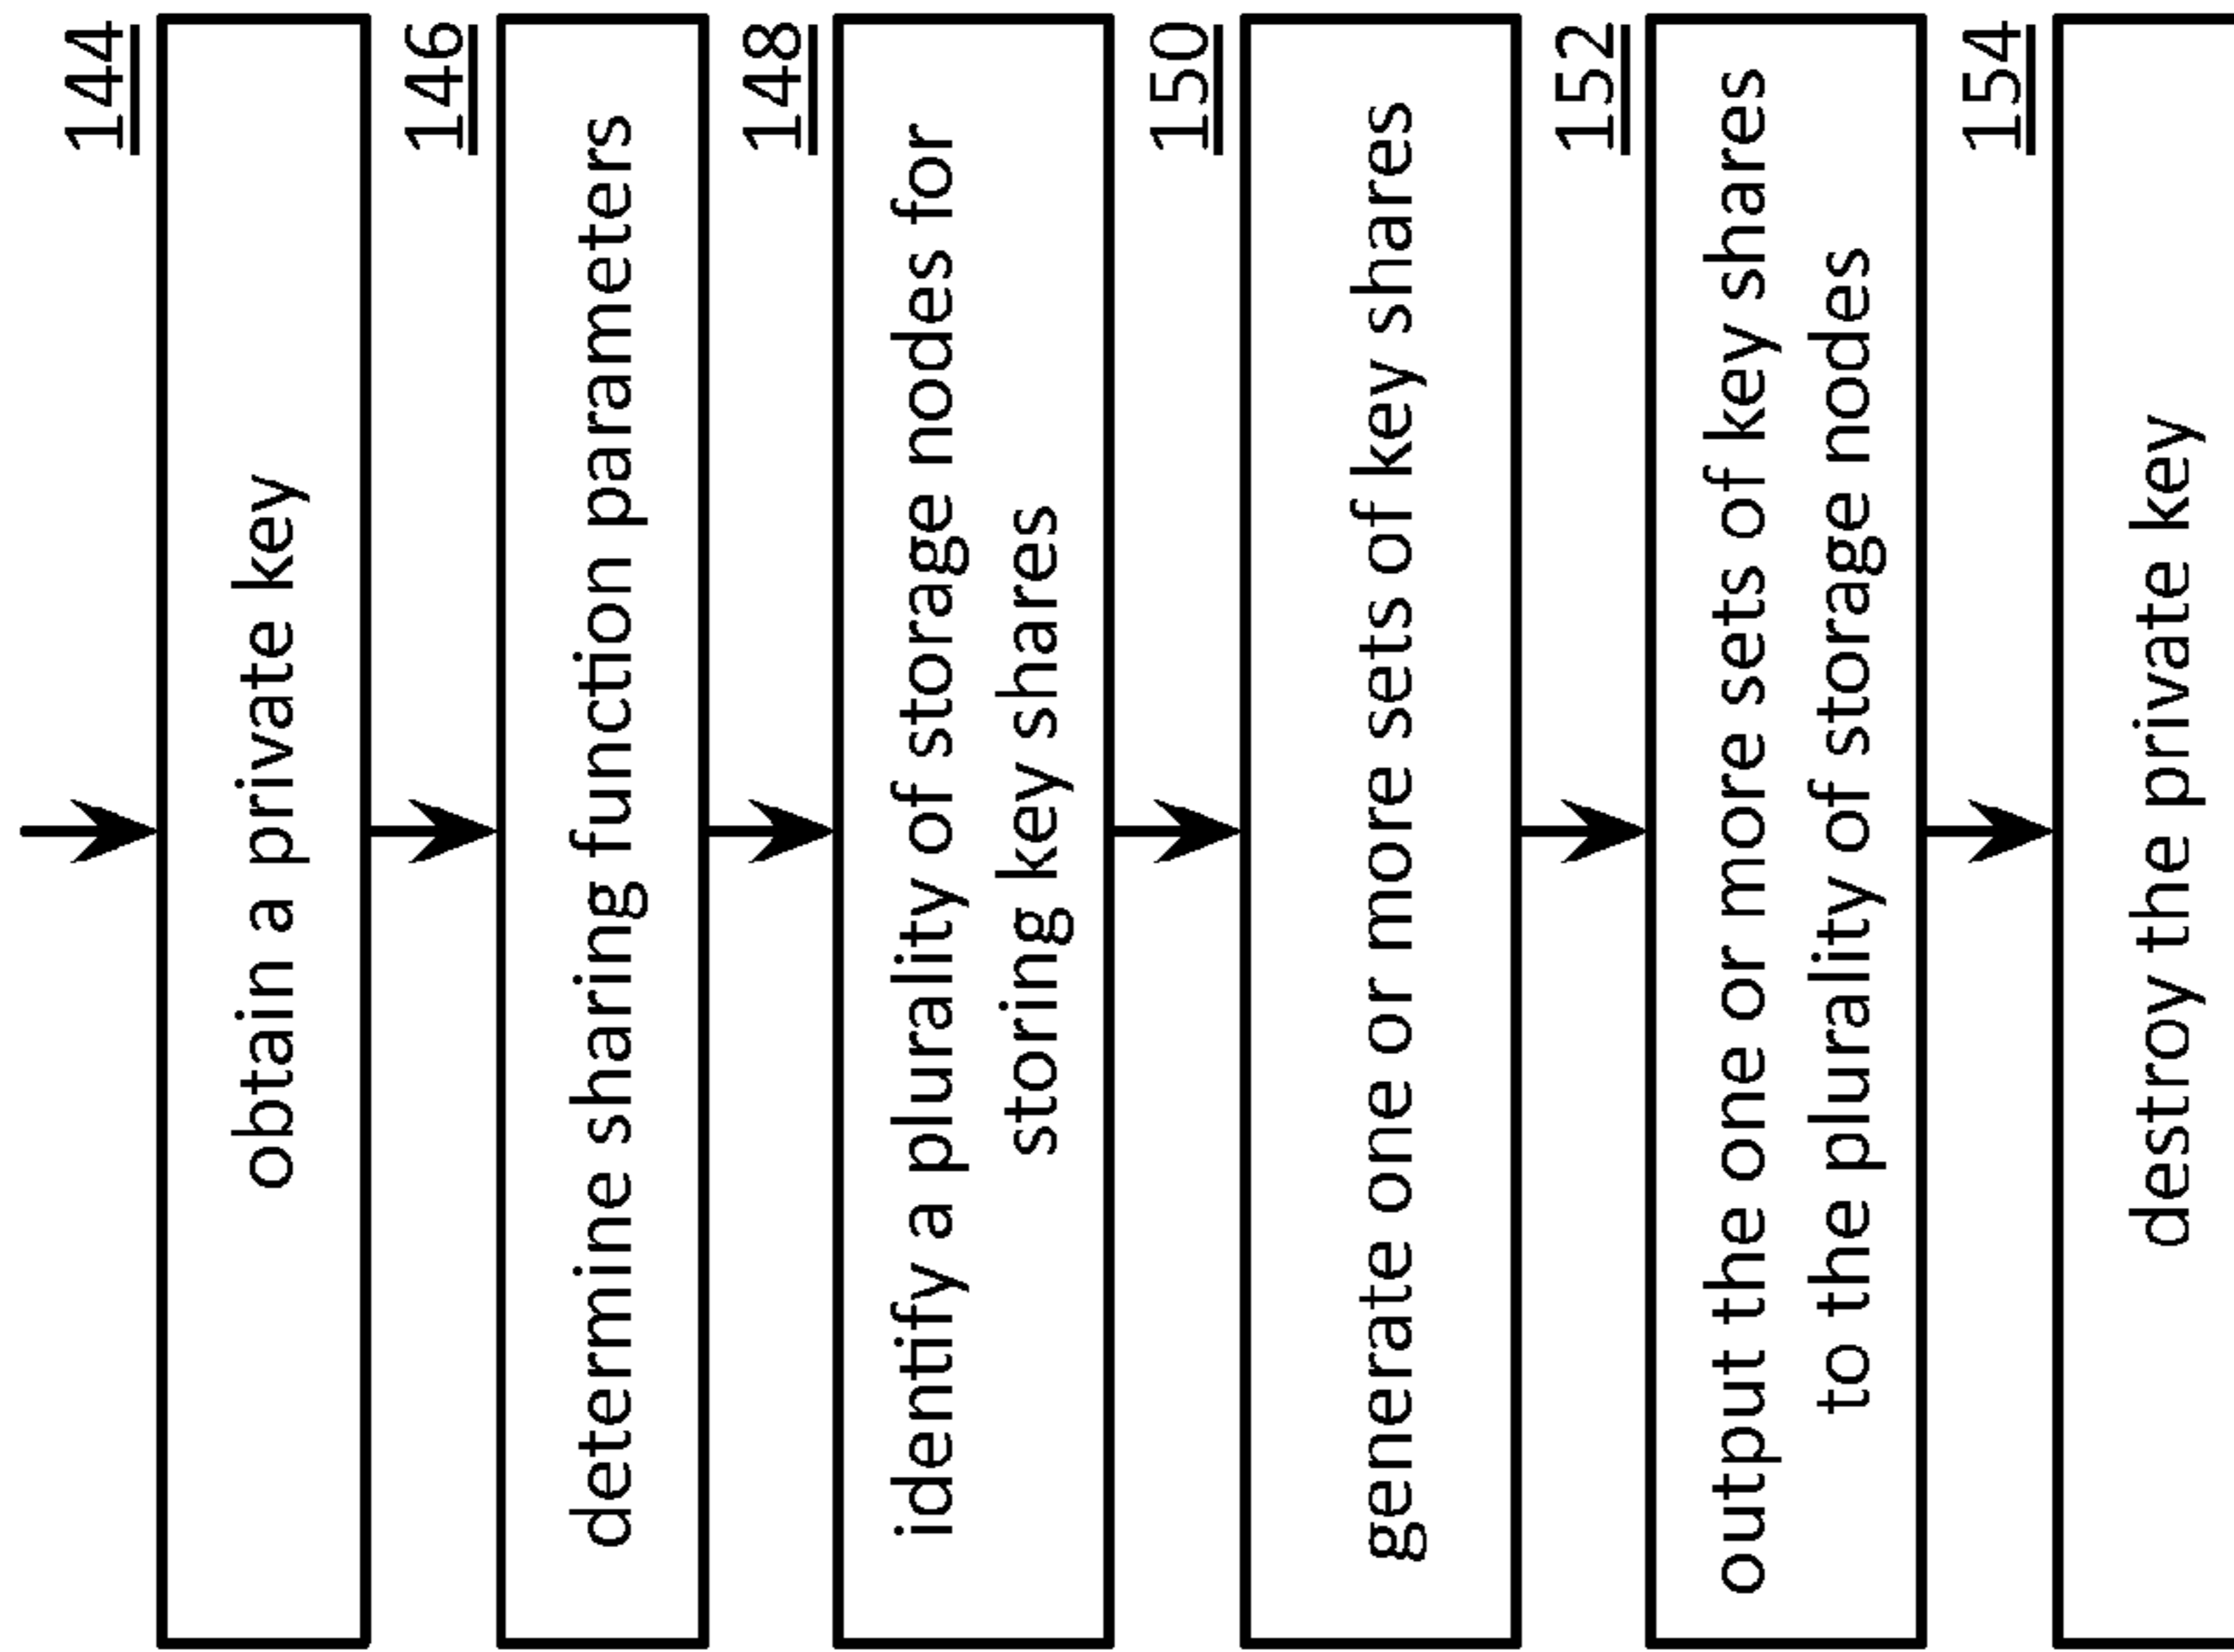 144
obtain a private key
146
determine sharing function parameters
148
identify a plurality of storage nodes for
storing key shares
150
generate one or more sets of key shares
152
output the one or more sets of key shares
to the plurality of storage nodes
154
destroy the private key